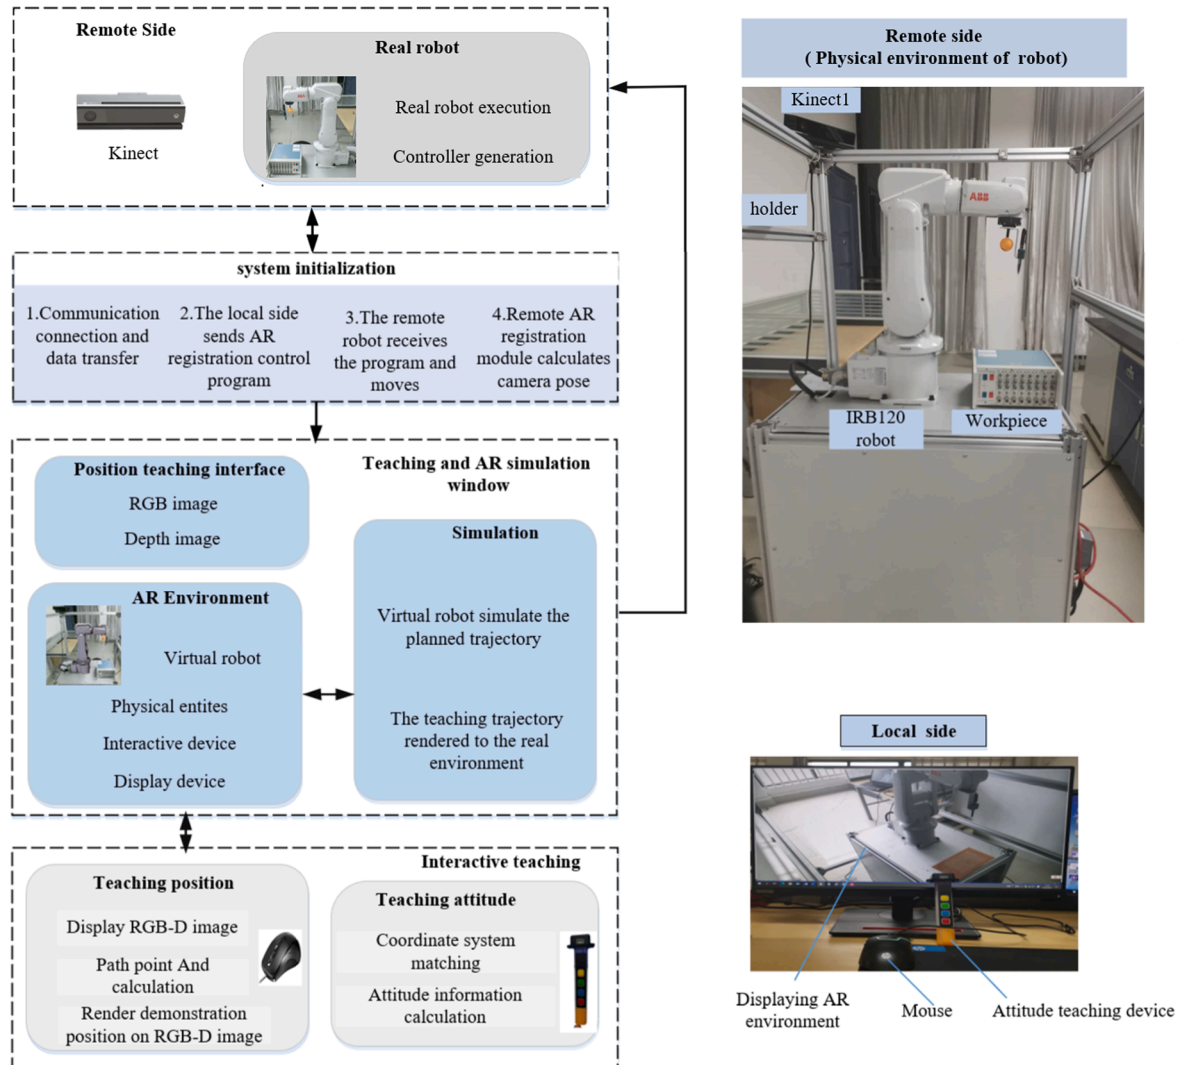 Remote Side
Real robot
Real robot execution
Kinect
Controller generation
system initialization
1.Communication
connection and
data transfer
2.The local side
sends AR
registration control
program
3.The remote
robot receives
the program and
moves
4.Remote AR
registration
module calculates
camera pose
Position teaching interface
RGB image
Depth image
Teaching and AR simulation
window
AR Environment
Virtual robot
Physical entites
Interactive device
Display device
Simulation
Virtual robot simulate the
planned trajectory
The teaching trajectory
rendered to the real
environment
Interactive teaching
Teaching position
Display RGB-D image
Path point And
calculation
Render demonstration
position on RGB-D image
Teaching attitude
Coordinate system
matching
Attitude information
calculation
Remote side
( Physical environment of robot)
Kinect1
holder
ABB
IRB120
robot
Workpiece
Local side
Displaying AR
environment
Mouse
Attitude teaching device